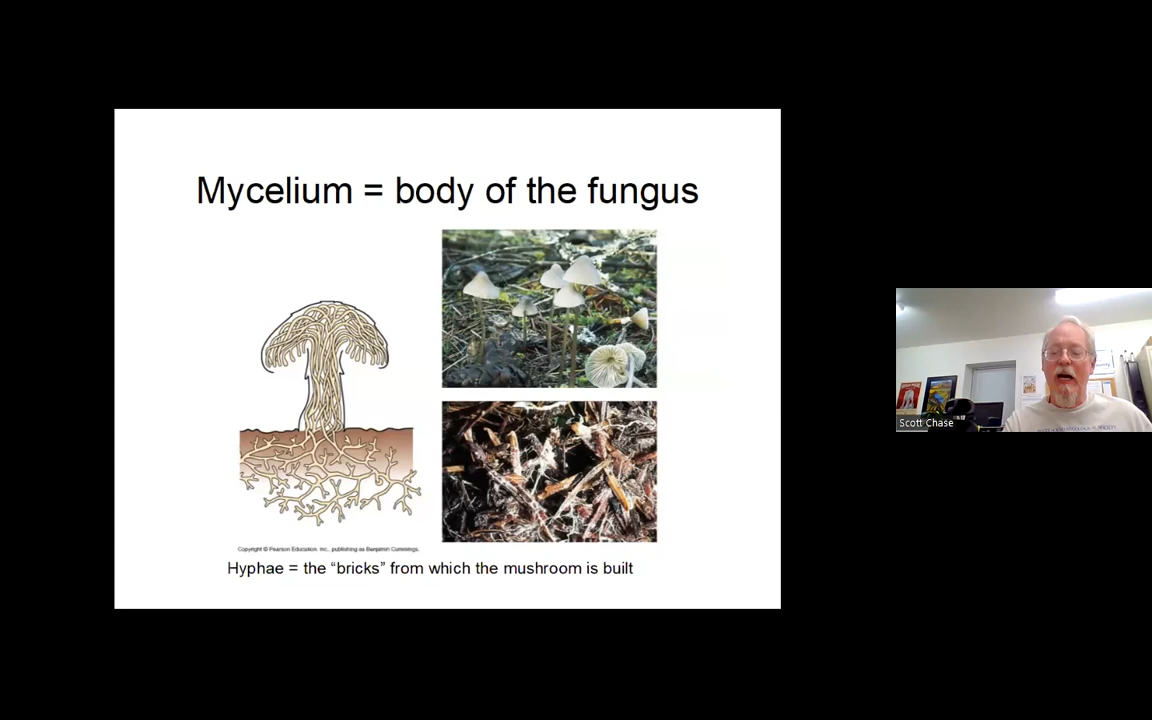 Mycelium = body of the fungus
Copyright © Pearson Education, Inc., publishing as Benjamin Cummings.
Hyphae = the “bricks” from which the mushroom is built
Scott Chase